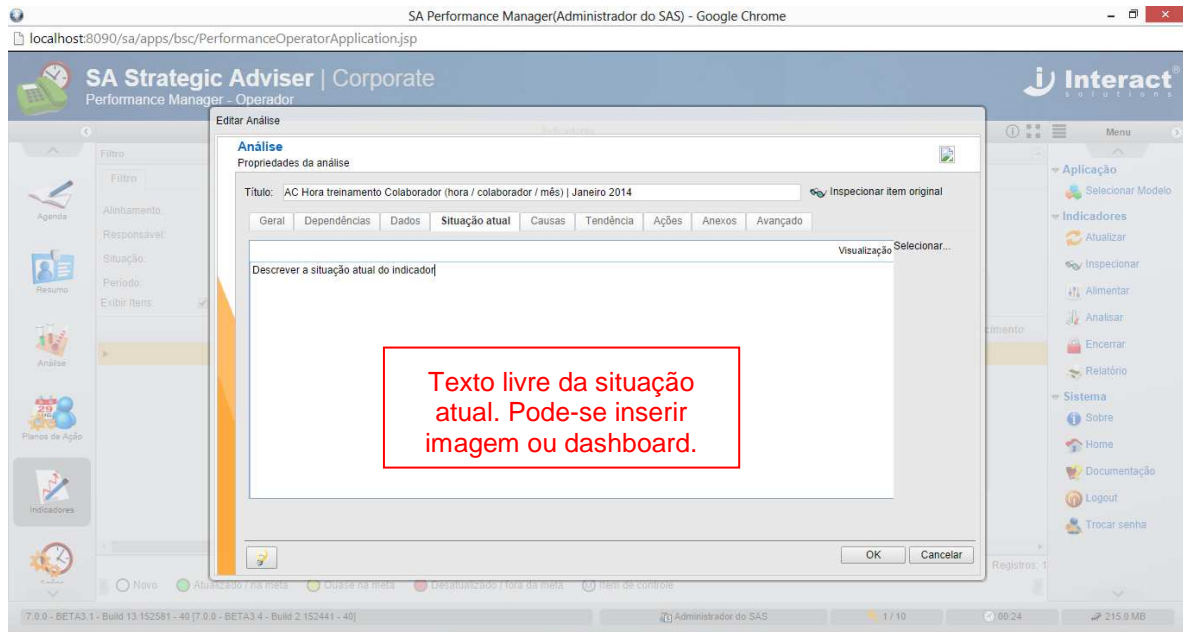 SA Performance Manager(Administrador do SAS) - Google Chrome
localhost:8090/sa/apps/bsc/PerformanceOperatorApplication.jsp
SA Strategic Adviser | Corporate
Performance Manager - Operador
Interact
solutions
Editar Análise
Menu
Análise
Propriedades da análise
Título: AC Hora treinamento Colaborador (hora / colaborador / mês) | Janeiro 2014
Inspecionar item original
Geral Dependências Dados Situação atual Causas Tendência Ações Anexos Avançado
Visualização Selecionar...
Descrever a situação atual do indicador
Texto livre da situação
atual. Pode-se inserir
imagem ou dashboard.
OK Cancelar
Filtro
Filtro
Alinhamento:
Responsável:
Situação:
Período:
Exibir itens:
Agenda
Resumo
Análise
Planos de Ação
Indicadores
Aplicação
Selecionar Modelo
Indicadores
Atualizar
Inspecionar
Alimentar
Analisar
Encerrar
Relatório
Sistema
Sobre
Home
Documentação
Logout
Trocar senha
Registros: 1
Novo Atualizado / na meta Quase na meta Desatualizado / fora da meta Item de controle
7.0.0 - BETA3.1 - Build 13.152581 - 40 [7.0.0 - BETA3.4 - Build 2.152441 - 40] Administrador do SAS 1 / 10 00:24 215.0 MB